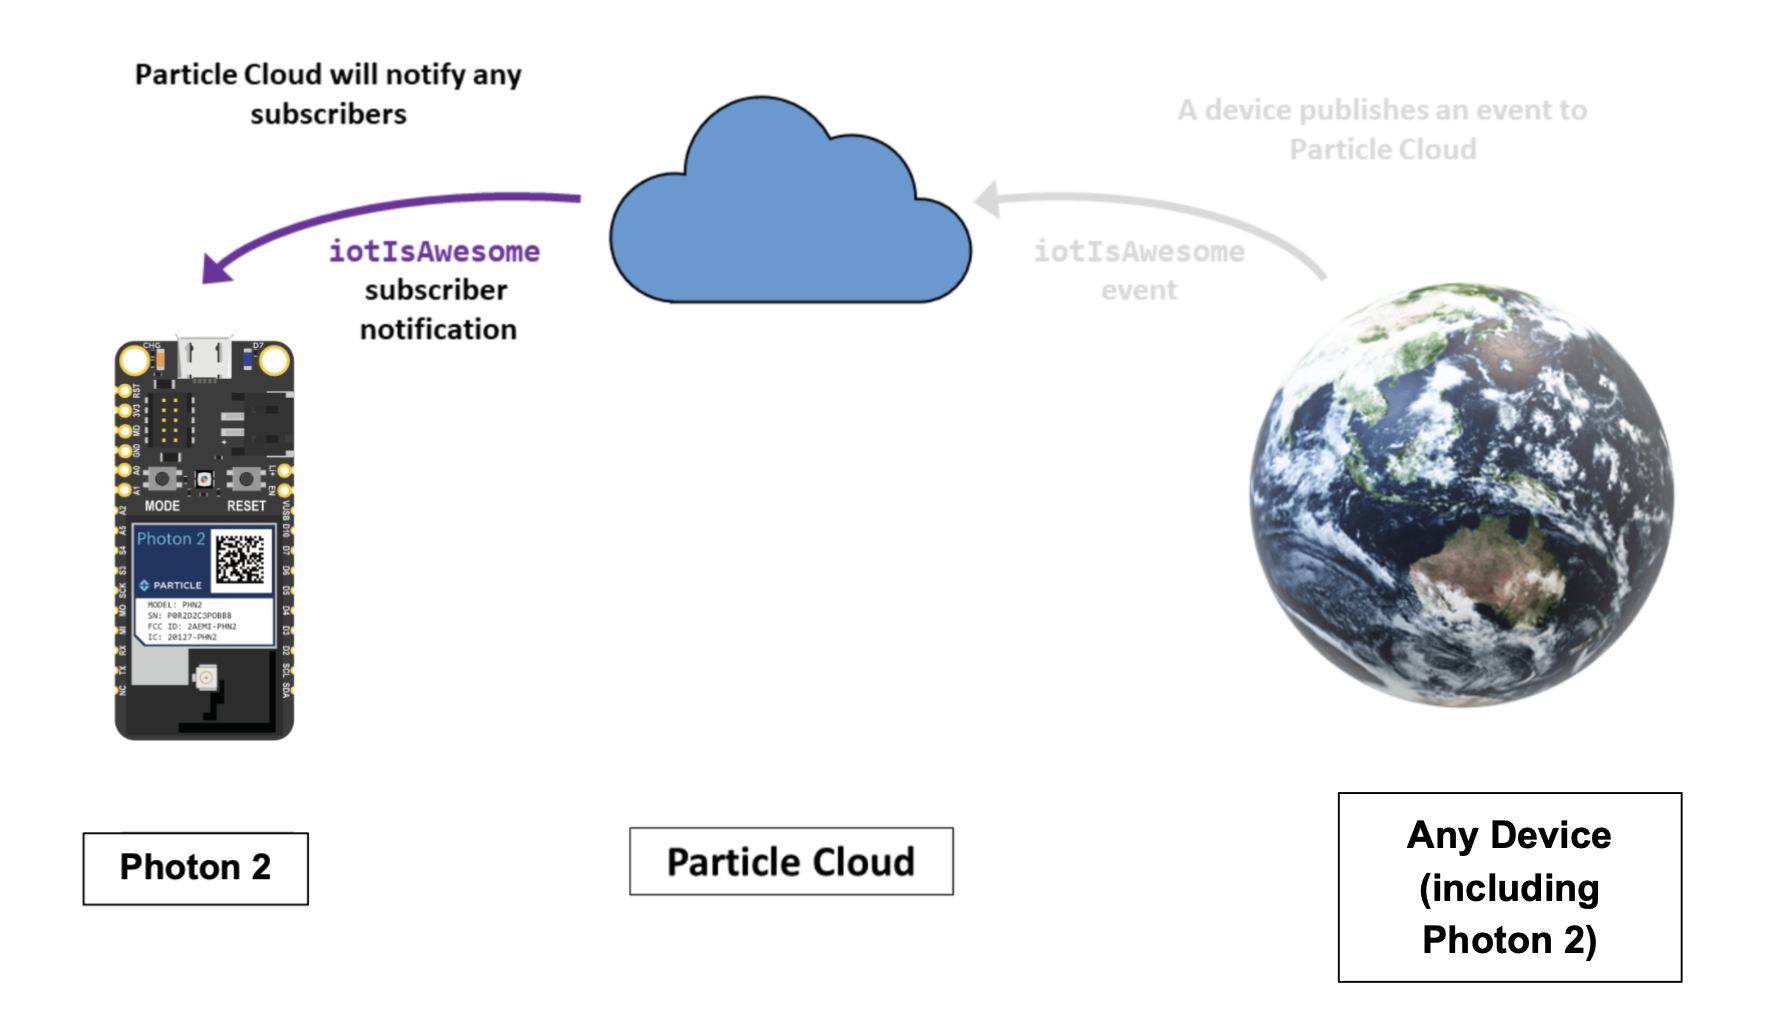 Particle Cloud will notify any
subscribers
A device publishes an event to
Particle Cloud
iotIsAwesome
subscriber
notification
iotIsAwesome
event
CHG
D7
RST
3V3
MD
GND
A0
A1
A2
A5
S4
S3
SCK
MO
MI
RX
TX
NC
LI+
EN
VUSB
D10
D7
D6
D5
D4
D3
D2
SCL
SDA
MODE
RESET
Photon 2
PARTICLE
MODEL: PHN2
SN: P0R2D2C3POBB8
FCC ID: 2AEMI-PHN2
IC: 20127-PHN2
Photon 2
Particle Cloud
Any Device
(including
Photon 2)